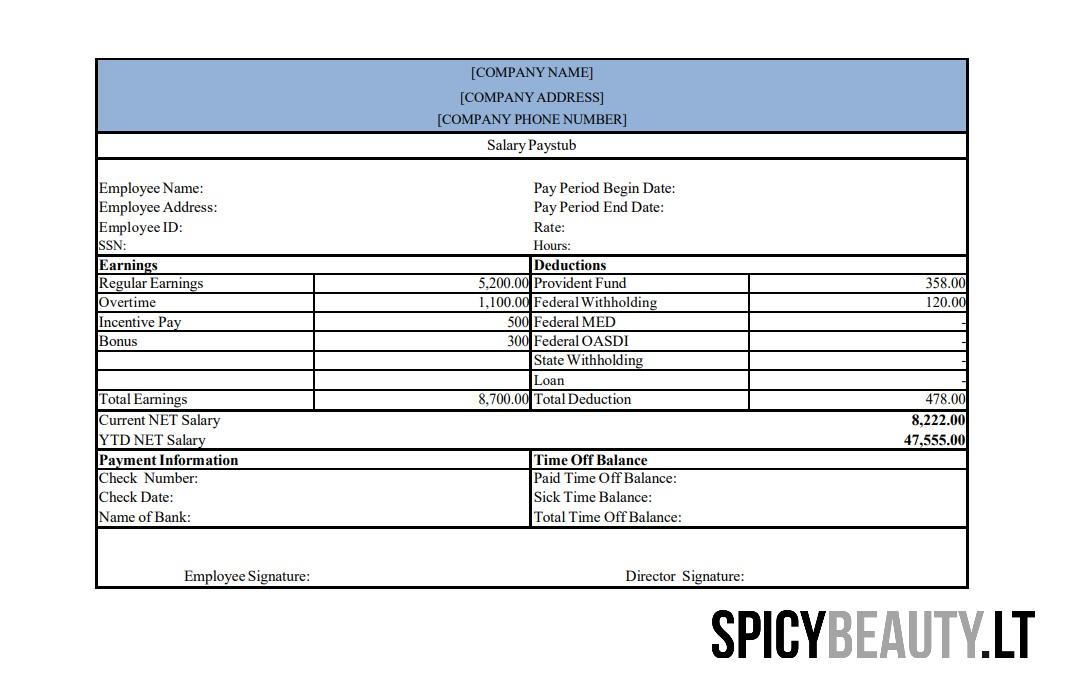 [COMPANY NAME]
[COMPANY ADDRESS]
[COMPANY PHONE NUMBER]
Salary Paystub
Employee Name: Pay Period Begin Date:
Employee Address: Pay Period End Date:
Employee ID: Rate:
SSN: Hours:
Earnings Deductions
Regular Earnings 5,200.00 Provident Fund 358.00
Overtime 1,100.00 Federal Withholding 120.00
Incentive Pay 500 Federal MED -
Bonus 300 Federal OASDI -
State Withholding -
Loan -
Total Earnings 8,700.00 Total Deduction 478.00
Current NET Salary 8,222.00
YTD NET Salary 47,555.00
Payment Information Time Off Balance
Check Number: Paid Time Off Balance:
Check Date: Sick Time Balance:
Name of Bank: Total Time Off Balance:
Employee Signature: Director Signature:
SPICYBEAUTY.LT